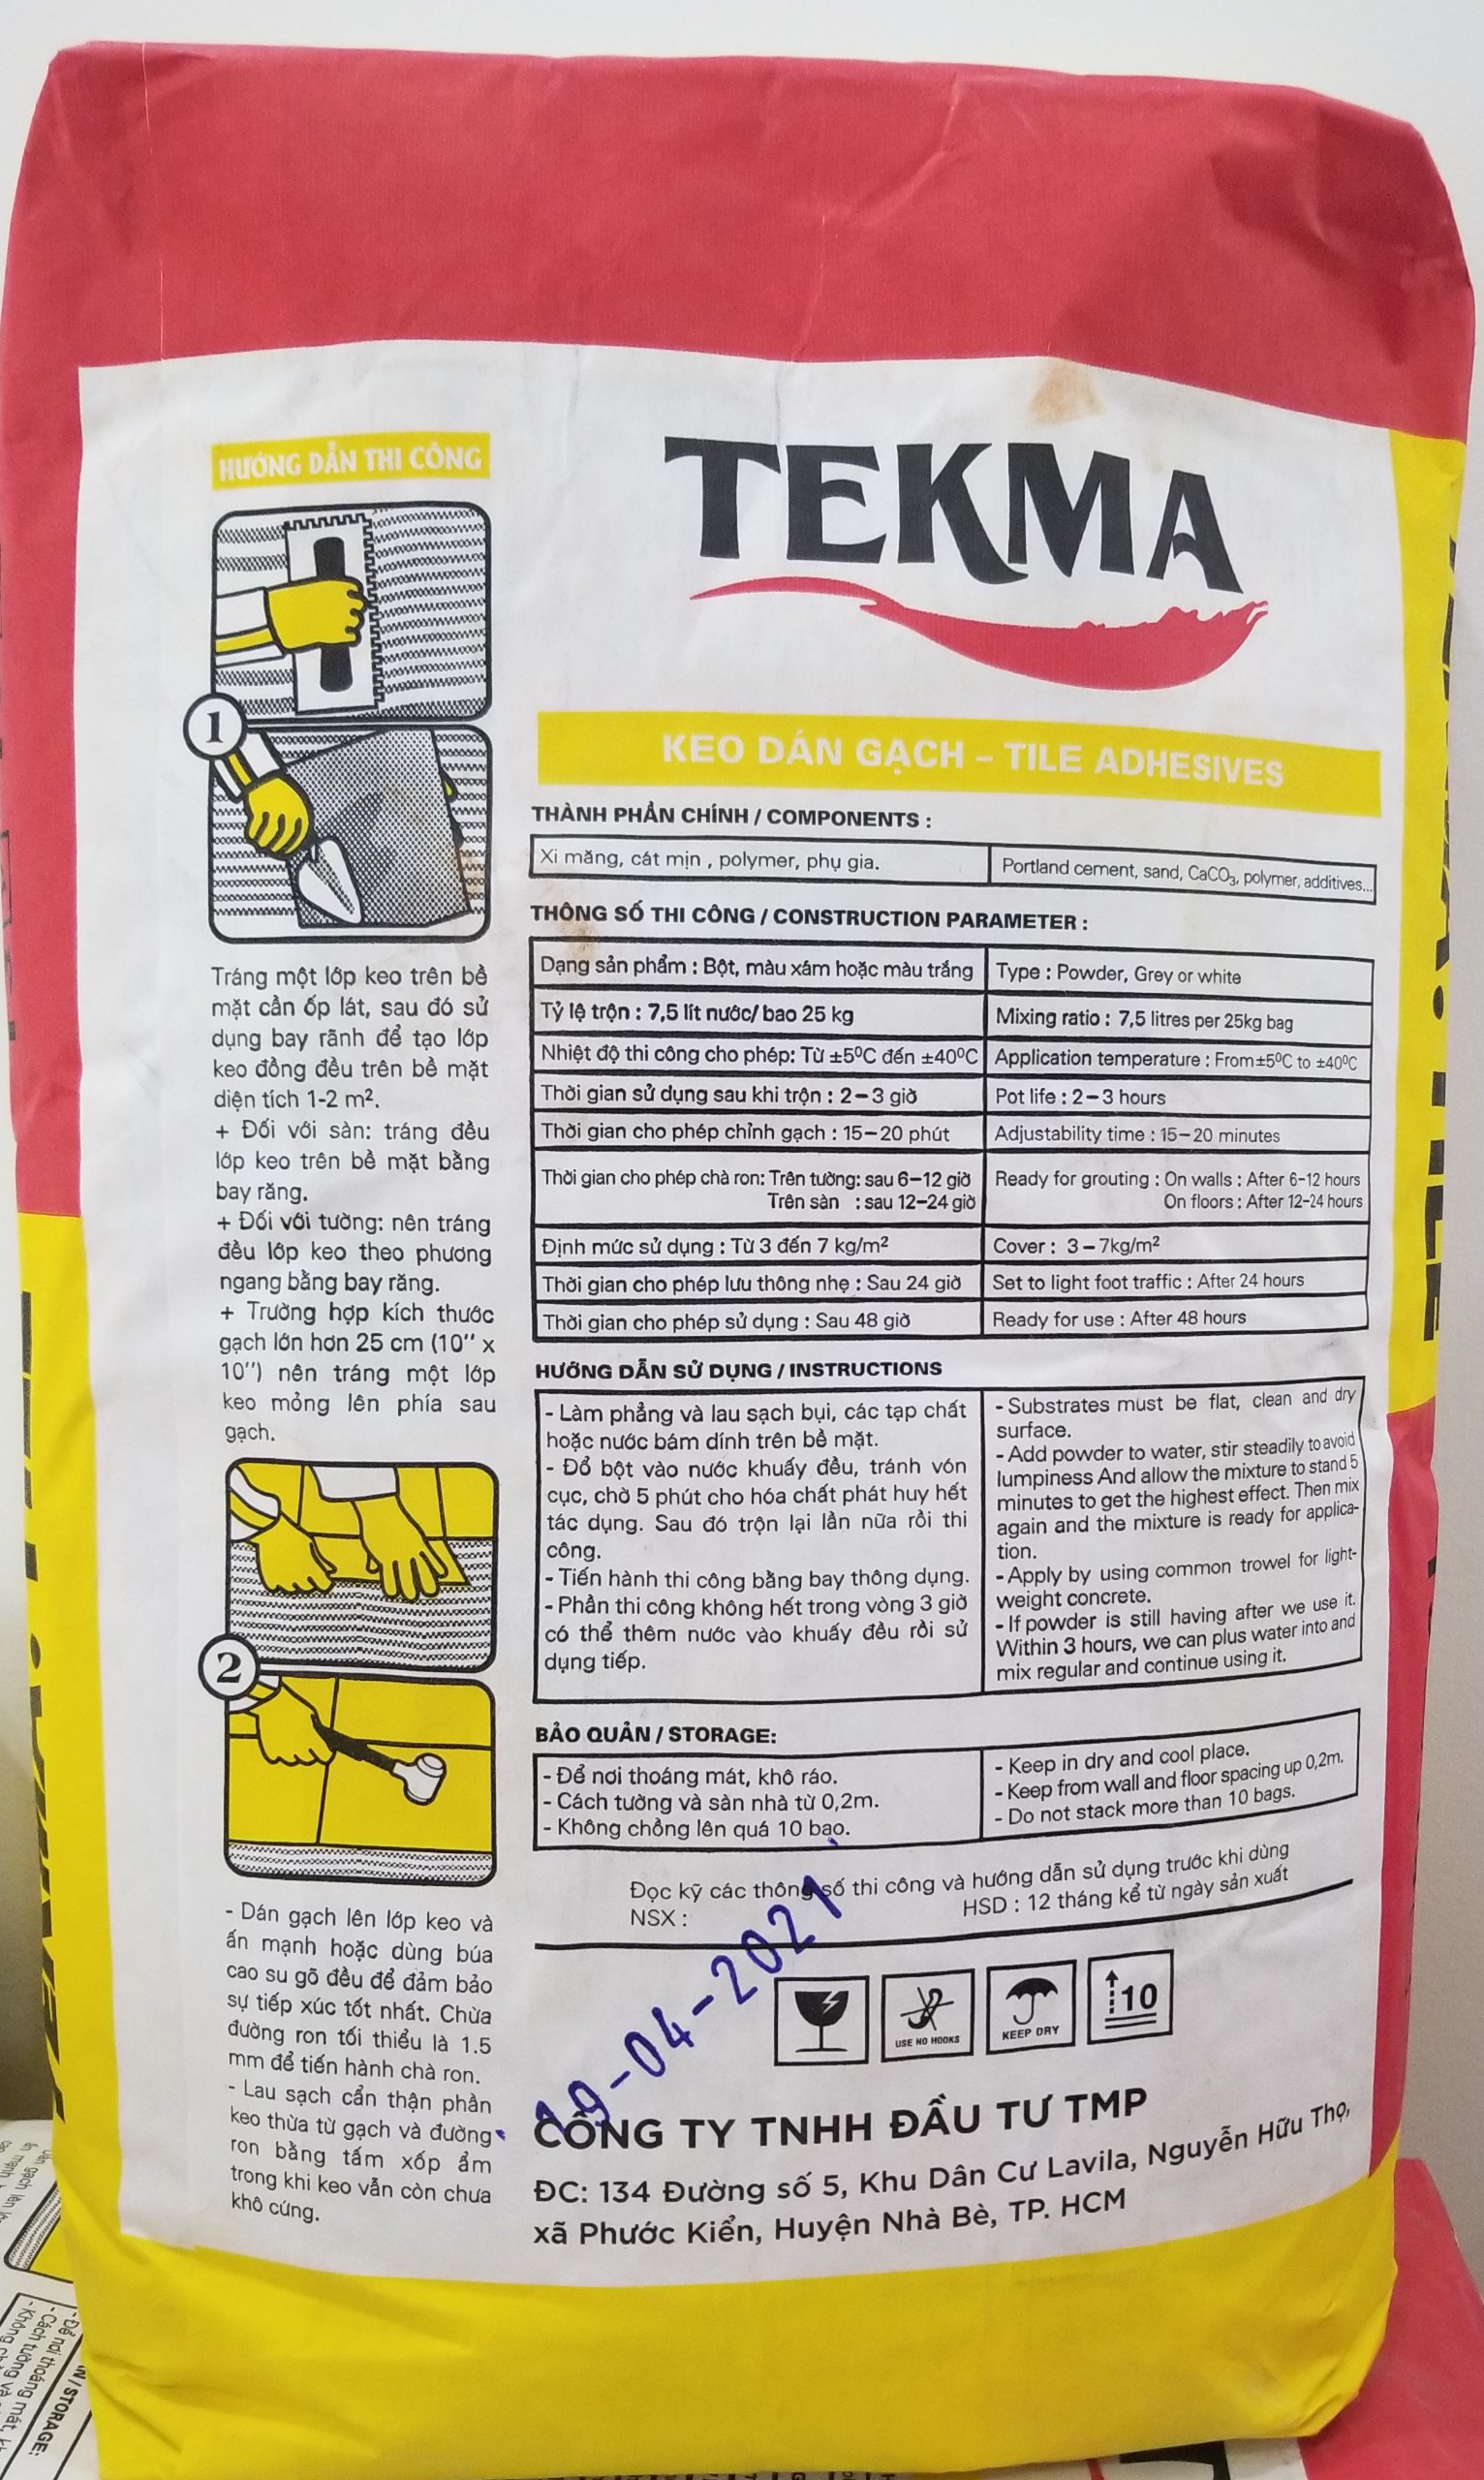 HƯỚNG DẪN THI CÔNG
1
Tráng một lớp keo trên bề
mặt cần ốp lát, sau đó sử
dụng bay rãnh để tạo lớp
keo đồng đều trên bề mặt
diện tích 1-2 m².
+ Đối với sàn: tráng đều
lớp keo trên bề mặt bằng
bay răng.
+ Đối với tường: nên tráng
đều lớp keo theo phương
ngang bằng bay răng.
+ Trường hợp kích thước
gạch lớn hơn 25 cm (10'' x
10'') nên tráng một lớp
keo mỏng lên phía sau
gạch.
2
- Dán gạch lên lớp keo và
ấn mạnh hoặc dùng búa
cao su gõ đều để đảm bảo
sự tiếp xúc tốt nhất. Chừa
đường ron tối thiểu là 1.5
mm để tiến hành chà ron.
- Lau sạch cẩn thận phần
keo thừa từ gạch và đường
ron bằng tấm xốp ẩm
trong khi keo vẫn còn chưa
khô cứng.
TEKMA
KEO DÁN GẠCH – TILE ADHESIVES
THÀNH PHẦN CHÍNH / COMPONENTS :
Xi măng, cát mịn , polymer, phụ gia. Portland cement, sand, CaCO₃, polymer, additives...
THÔNG SỐ THI CÔNG / CONSTRUCTION PARAMETER :
Dạng sản phẩm : Bột, màu xám hoặc màu trắng Type : Powder, Grey or white
Tỷ lệ trộn : 7,5 lít nước/ bao 25 kg Mixing ratio : 7,5 litres per 25kg bag
Nhiệt độ thi công cho phép: Từ ±5⁰C đến ±40⁰C Application temperature : From±5⁰C to ±40⁰C
Thời gian sử dụng sau khi trộn : 2–3 giờ Pot life : 2–3 hours
Thời gian cho phép chỉnh gạch : 15–20 phút Adjustability time : 15–20 minutes
Thời gian cho phép chà ron: Trên tường: sau 6–12 giờ Ready for grouting : On walls : After 6-12 hours
Trên sàn : sau 12–24 giờ On floors : After 12-24 hours
Định mức sử dụng : Từ 3 đến 7 kg/m² Cover : 3–7kg/m²
Thời gian cho phép lưu thông nhẹ : Sau 24 giờ Set to light foot traffic : After 24 hours
Thời gian cho phép sử dụng : Sau 48 giờ Ready for use : After 48 hours
HƯỚNG DẪN SỬ DỤNG / INSTRUCTIONS
- Làm phẳng và lau sạch bụi, các tạp chất
hoặc nước bám dính trên bề mặt.
- Đổ bột vào nước khuấy đều, tránh vón
cục, chờ 5 phút cho hóa chất phát huy hết
tác dụng. Sau đó trộn lại lần nữa rồi thi
công.
- Tiến hành thi công bằng bay thông dụng.
- Phần thi công không hết trong vòng 3 giờ
có thể thêm nước vào khuấy đều rồi sử
dụng tiếp.
- Substrates must be flat, clean and dry
surface.
- Add powder to water, stir steadily to avoid
lumpiness And allow the mixture to stand 5
minutes to get the highest effect. Then mix
again and the mixture is ready for applica-
tion.
- Apply by using common trowel for light-
weight concrete.
- If powder is still having after we use it.
Within 3 hours, we can plus water into and
mix regular and continue using it.
BẢO QUẢN / STORAGE:
- Để nơi thoáng mát, khô ráo.
- Cách tường và sàn nhà từ 0,2m.
- Không chồng lên quá 10 bao.
- Keep in dry and cool place.
- Keep from wall and floor spacing up 0,2m.
- Do not stack more than 10 bags.
Đọc kỹ các thông số thi công và hướng dẫn sử dụng trước khi dùng
NSX : HSD : 12 tháng kể từ ngày sản xuất
19-04-2021
USE NO HOOKS
KEEP DRY
10
CÔNG TY TNHH ĐẦU TƯ TMP
ĐC: 134 Đường số 5, Khu Dân Cư Lavila, Nguyễn Hữu Thọ,
xã Phước Kiển, Huyện Nhà Bè, TP. HCM